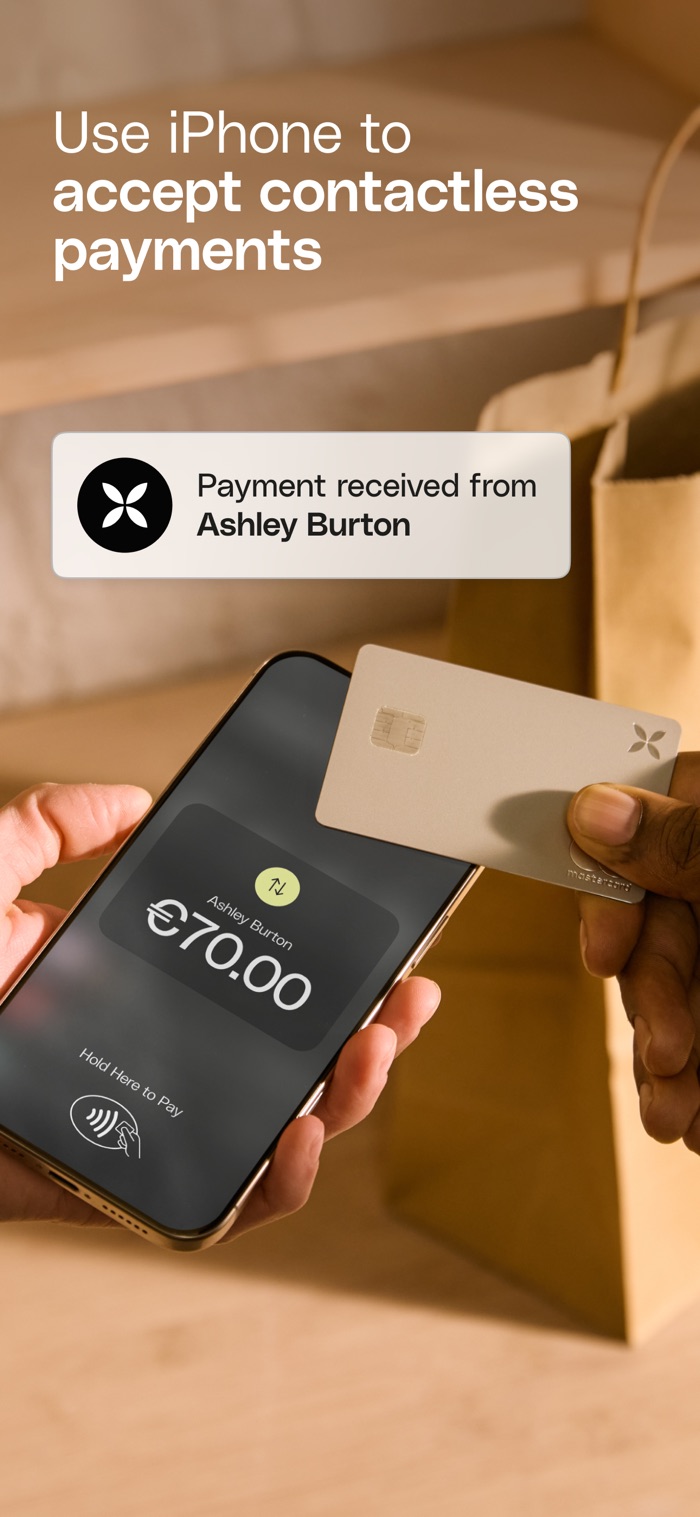 Use iPhone to
accept contactless
payments
Payment received from
Ashley Burton
mastercard
Ashley Burton
€70.00
Hold Here to Pay